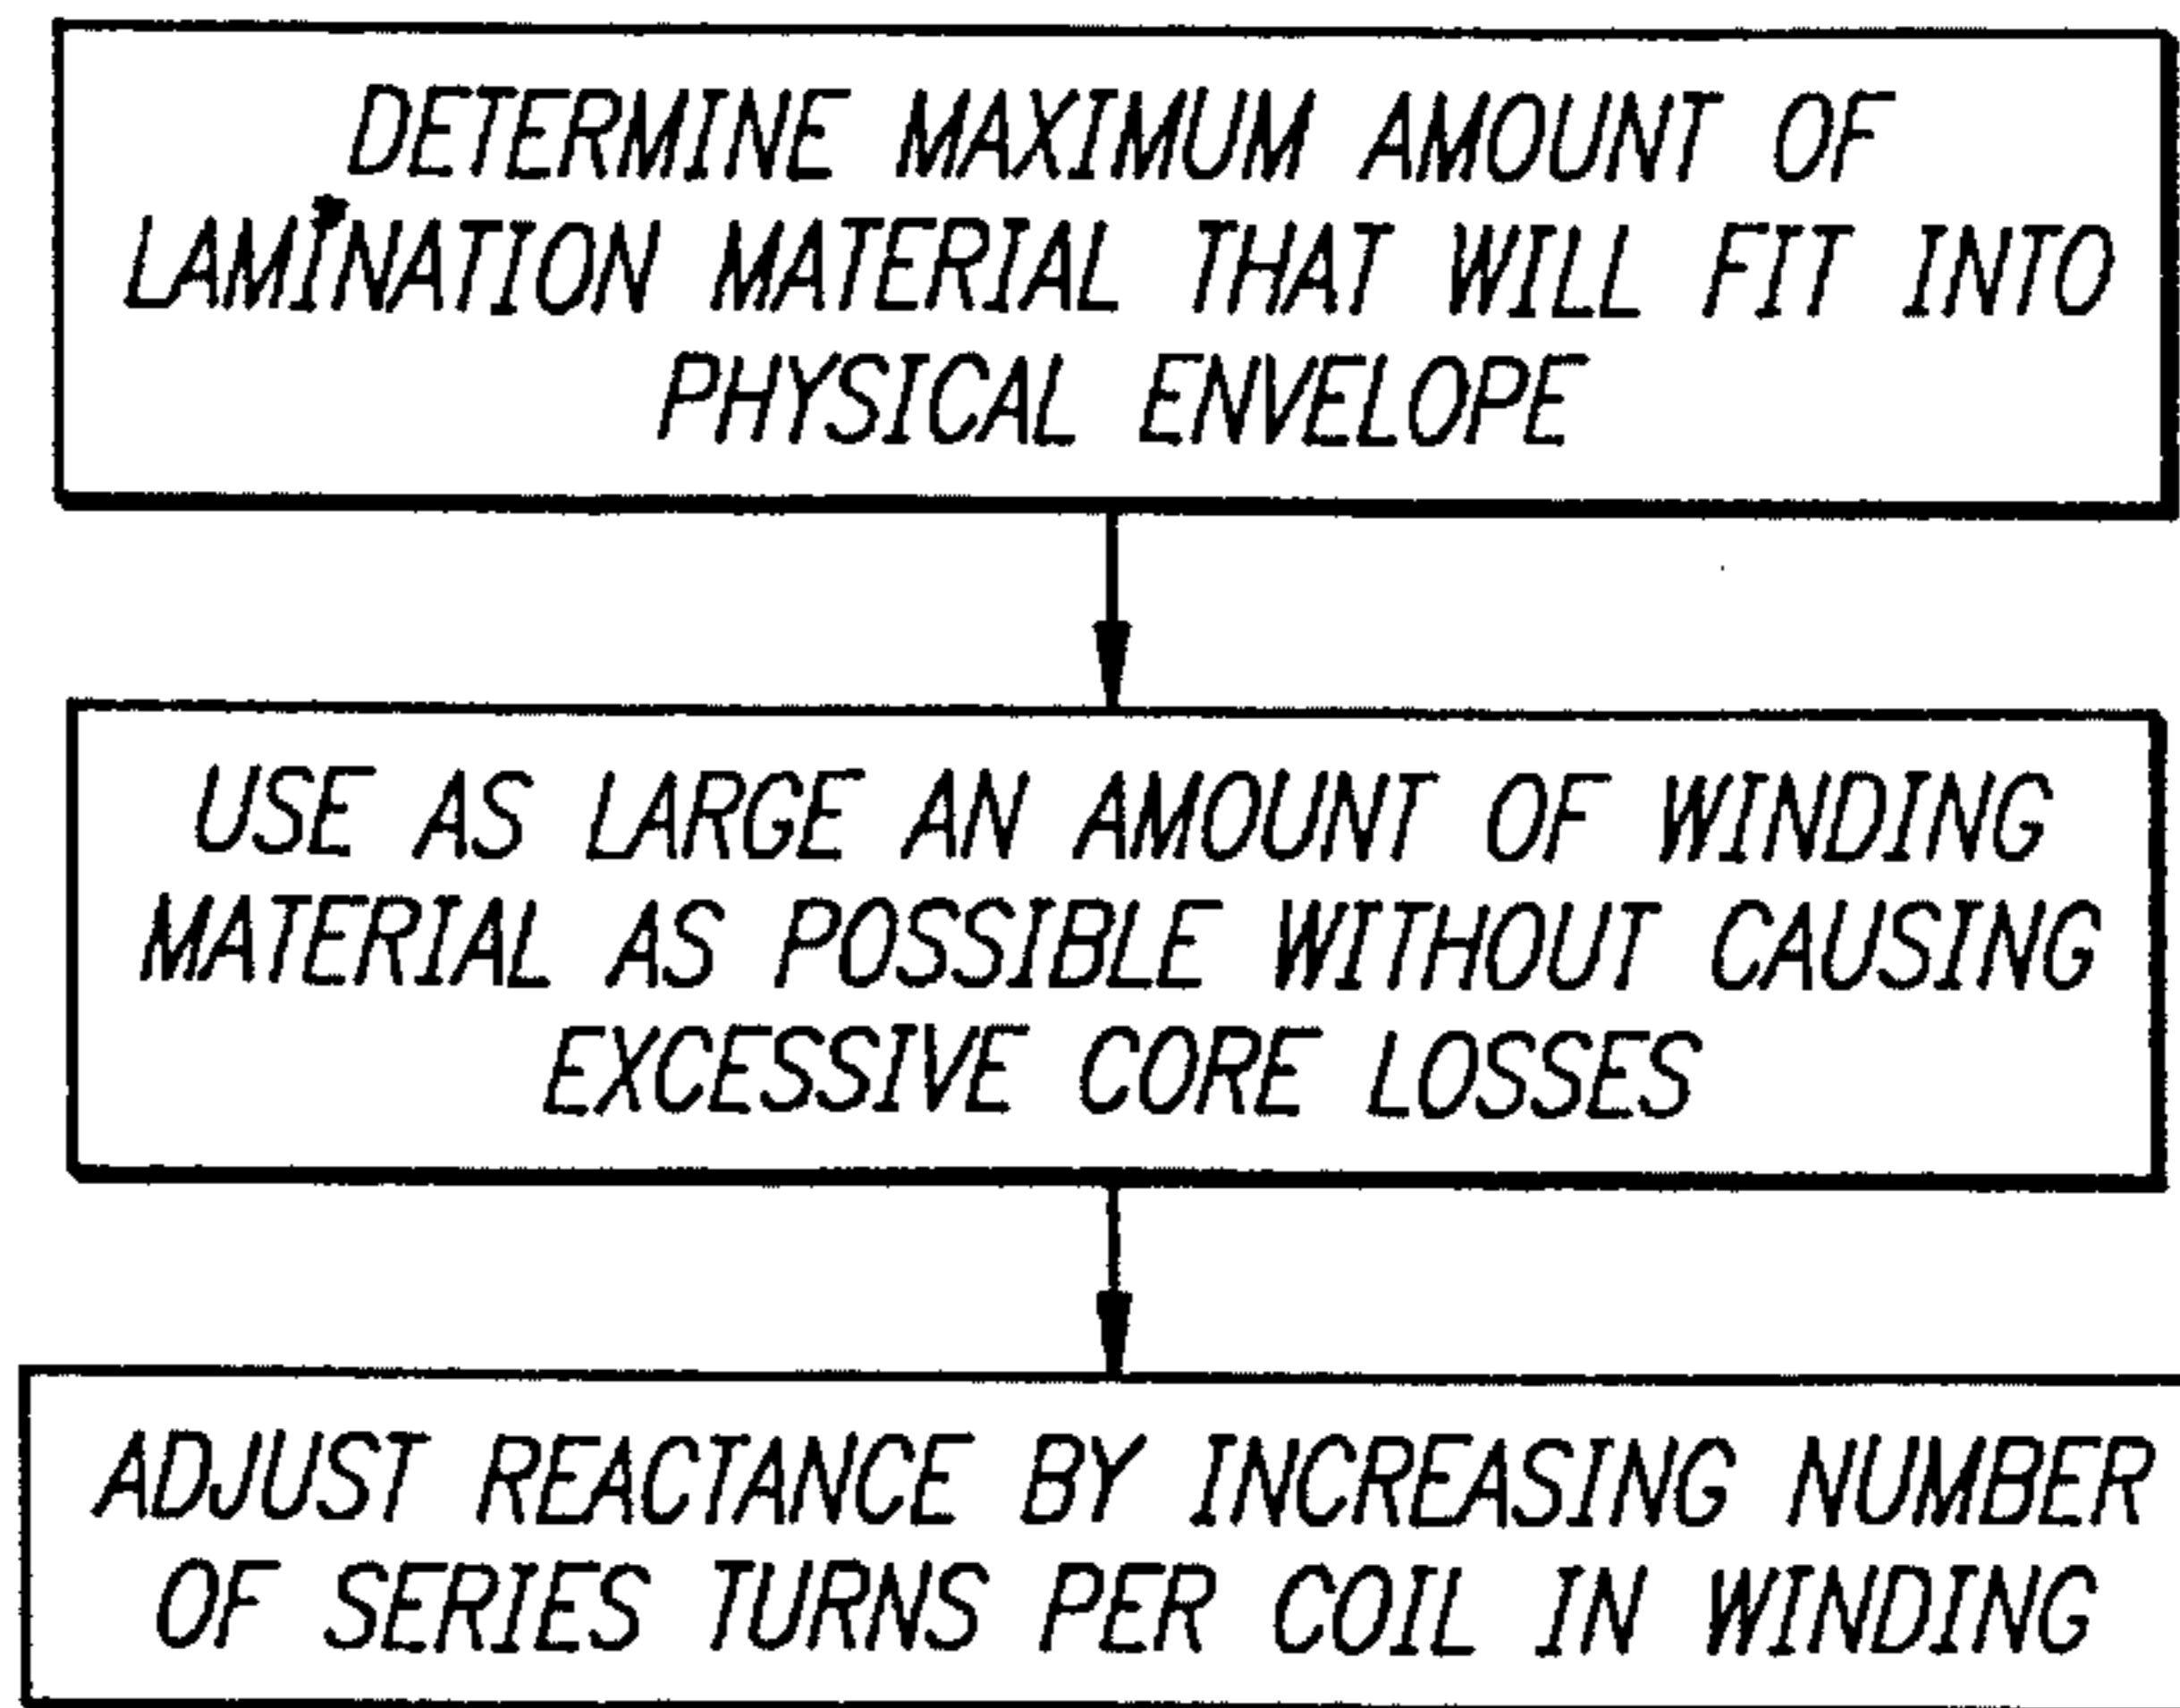 DETERMINE MAXIMUM AMOUNT OF
LAMINATION MATERIAL THAT WILL FIT INTO
PHYSICAL ENVELOPE
USE AS LARGE AN AMOUNT OF WINDING
MATERIAL AS POSSIBLE WITHOUT CAUSING
EXCESSIVE CORE LOSSES
ADJUST REACTANCE BY INCREASING NUMBER
OF SERIES TURNS PER COIL IN WINDING